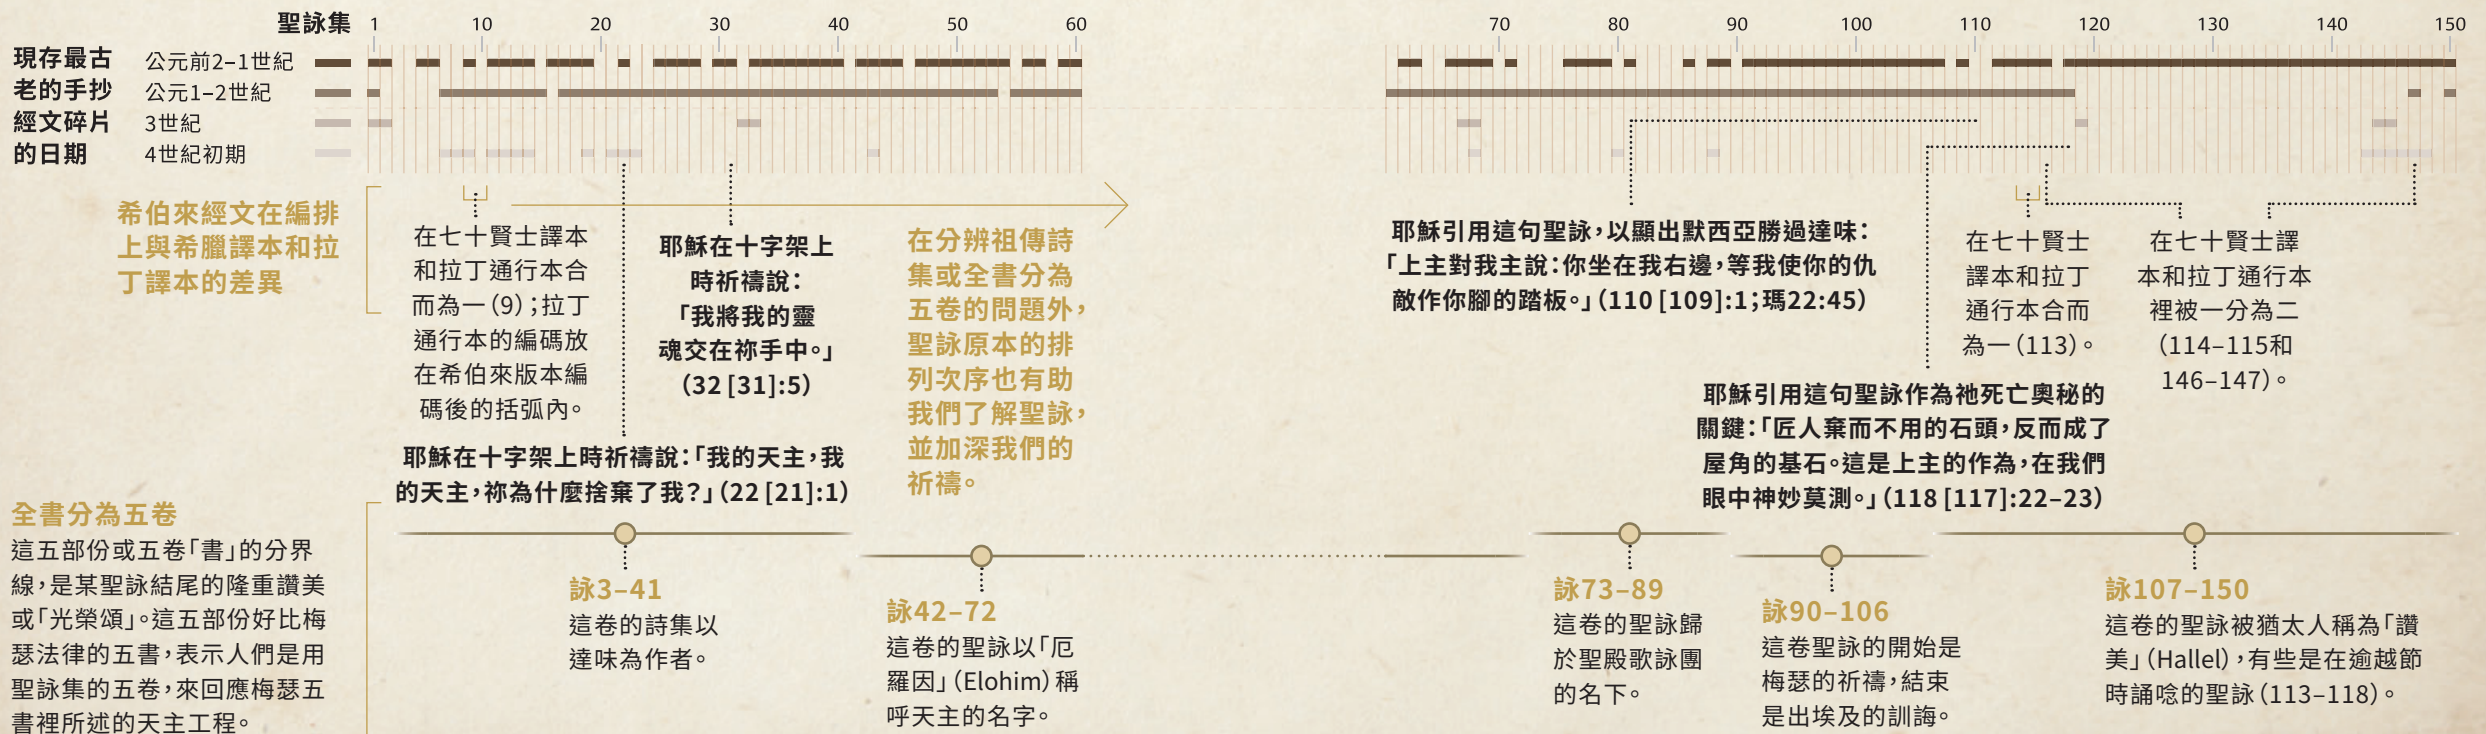 聖詠集 1 10 20 30 40 50 60 70 80 90 100 110 120 130 140 150
現存最古
老的手抄
經文碎片
的日期
公元前2–1世紀
公元1–2世紀
3世紀
4世紀初期
希伯來經文在編排
上與希臘譯本和拉
丁譯本的差異
在七十賢士譯本
和拉丁通行本合
而為一（9）；拉丁
通行本的編碼放
在希伯來版本編
碼後的括弧內。
耶穌在十字架上
時祈禱說：
「我將我的靈
魂交在祢手中。」
（32 [31]:5）
在分辨祖傳詩
集或全書分為
五卷的問題外，
聖詠原本的排
列次序也有助
我們了解聖詠，
並加深我們的
祈禱。
耶穌在十字架上時祈禱說：「我的天主，我
的天主，祢為什麼捨棄了我？」（22 [21]:1）
耶穌引用這句聖詠，以顯出默西亞勝過達味：
「上主對我主說：你坐在我右邊，等我使你的仇
敵作你腳的踏板。」（110 [109]:1；瑪22:45）
在七十賢士
譯本和拉丁
通行本合而
為一（113）。
在七十賢士譯
本和拉丁通行本
裡被一分為二
（114–115和
146–147）。
耶穌引用這句聖詠作為祂死亡奧秘的
關鍵：「匠人棄而不用的石頭，反而成了
屋角的基石。這是上主的作為，在我們
眼中神妙莫測。」（118 [117]:22–23）
全書分為五卷
這五部份或五卷「書」的分界
線，是某聖詠結尾的隆重讚美
或「光榮頌」。這五部份好比梅
瑟法律的五書，表示人們是用
聖詠集的五卷，來回應梅瑟五
書裡所述的天主工程。
詠3–41
這卷的詩集以
達味為作者。
詠42–72
這卷的聖詠以「厄
羅因」（Elohim）稱
呼天主的名字。
詠73–89
這卷的聖詠歸
於聖殿歌詠團
的名下。
詠90–106
這卷聖詠的開始是
梅瑟的祈禱，結束
是出埃及的訓誨。
詠107–150
這卷的聖詠被猶太人稱為「讚
美」（Hallel），有些是在逾越節
時誦唸的聖詠（113–118）。